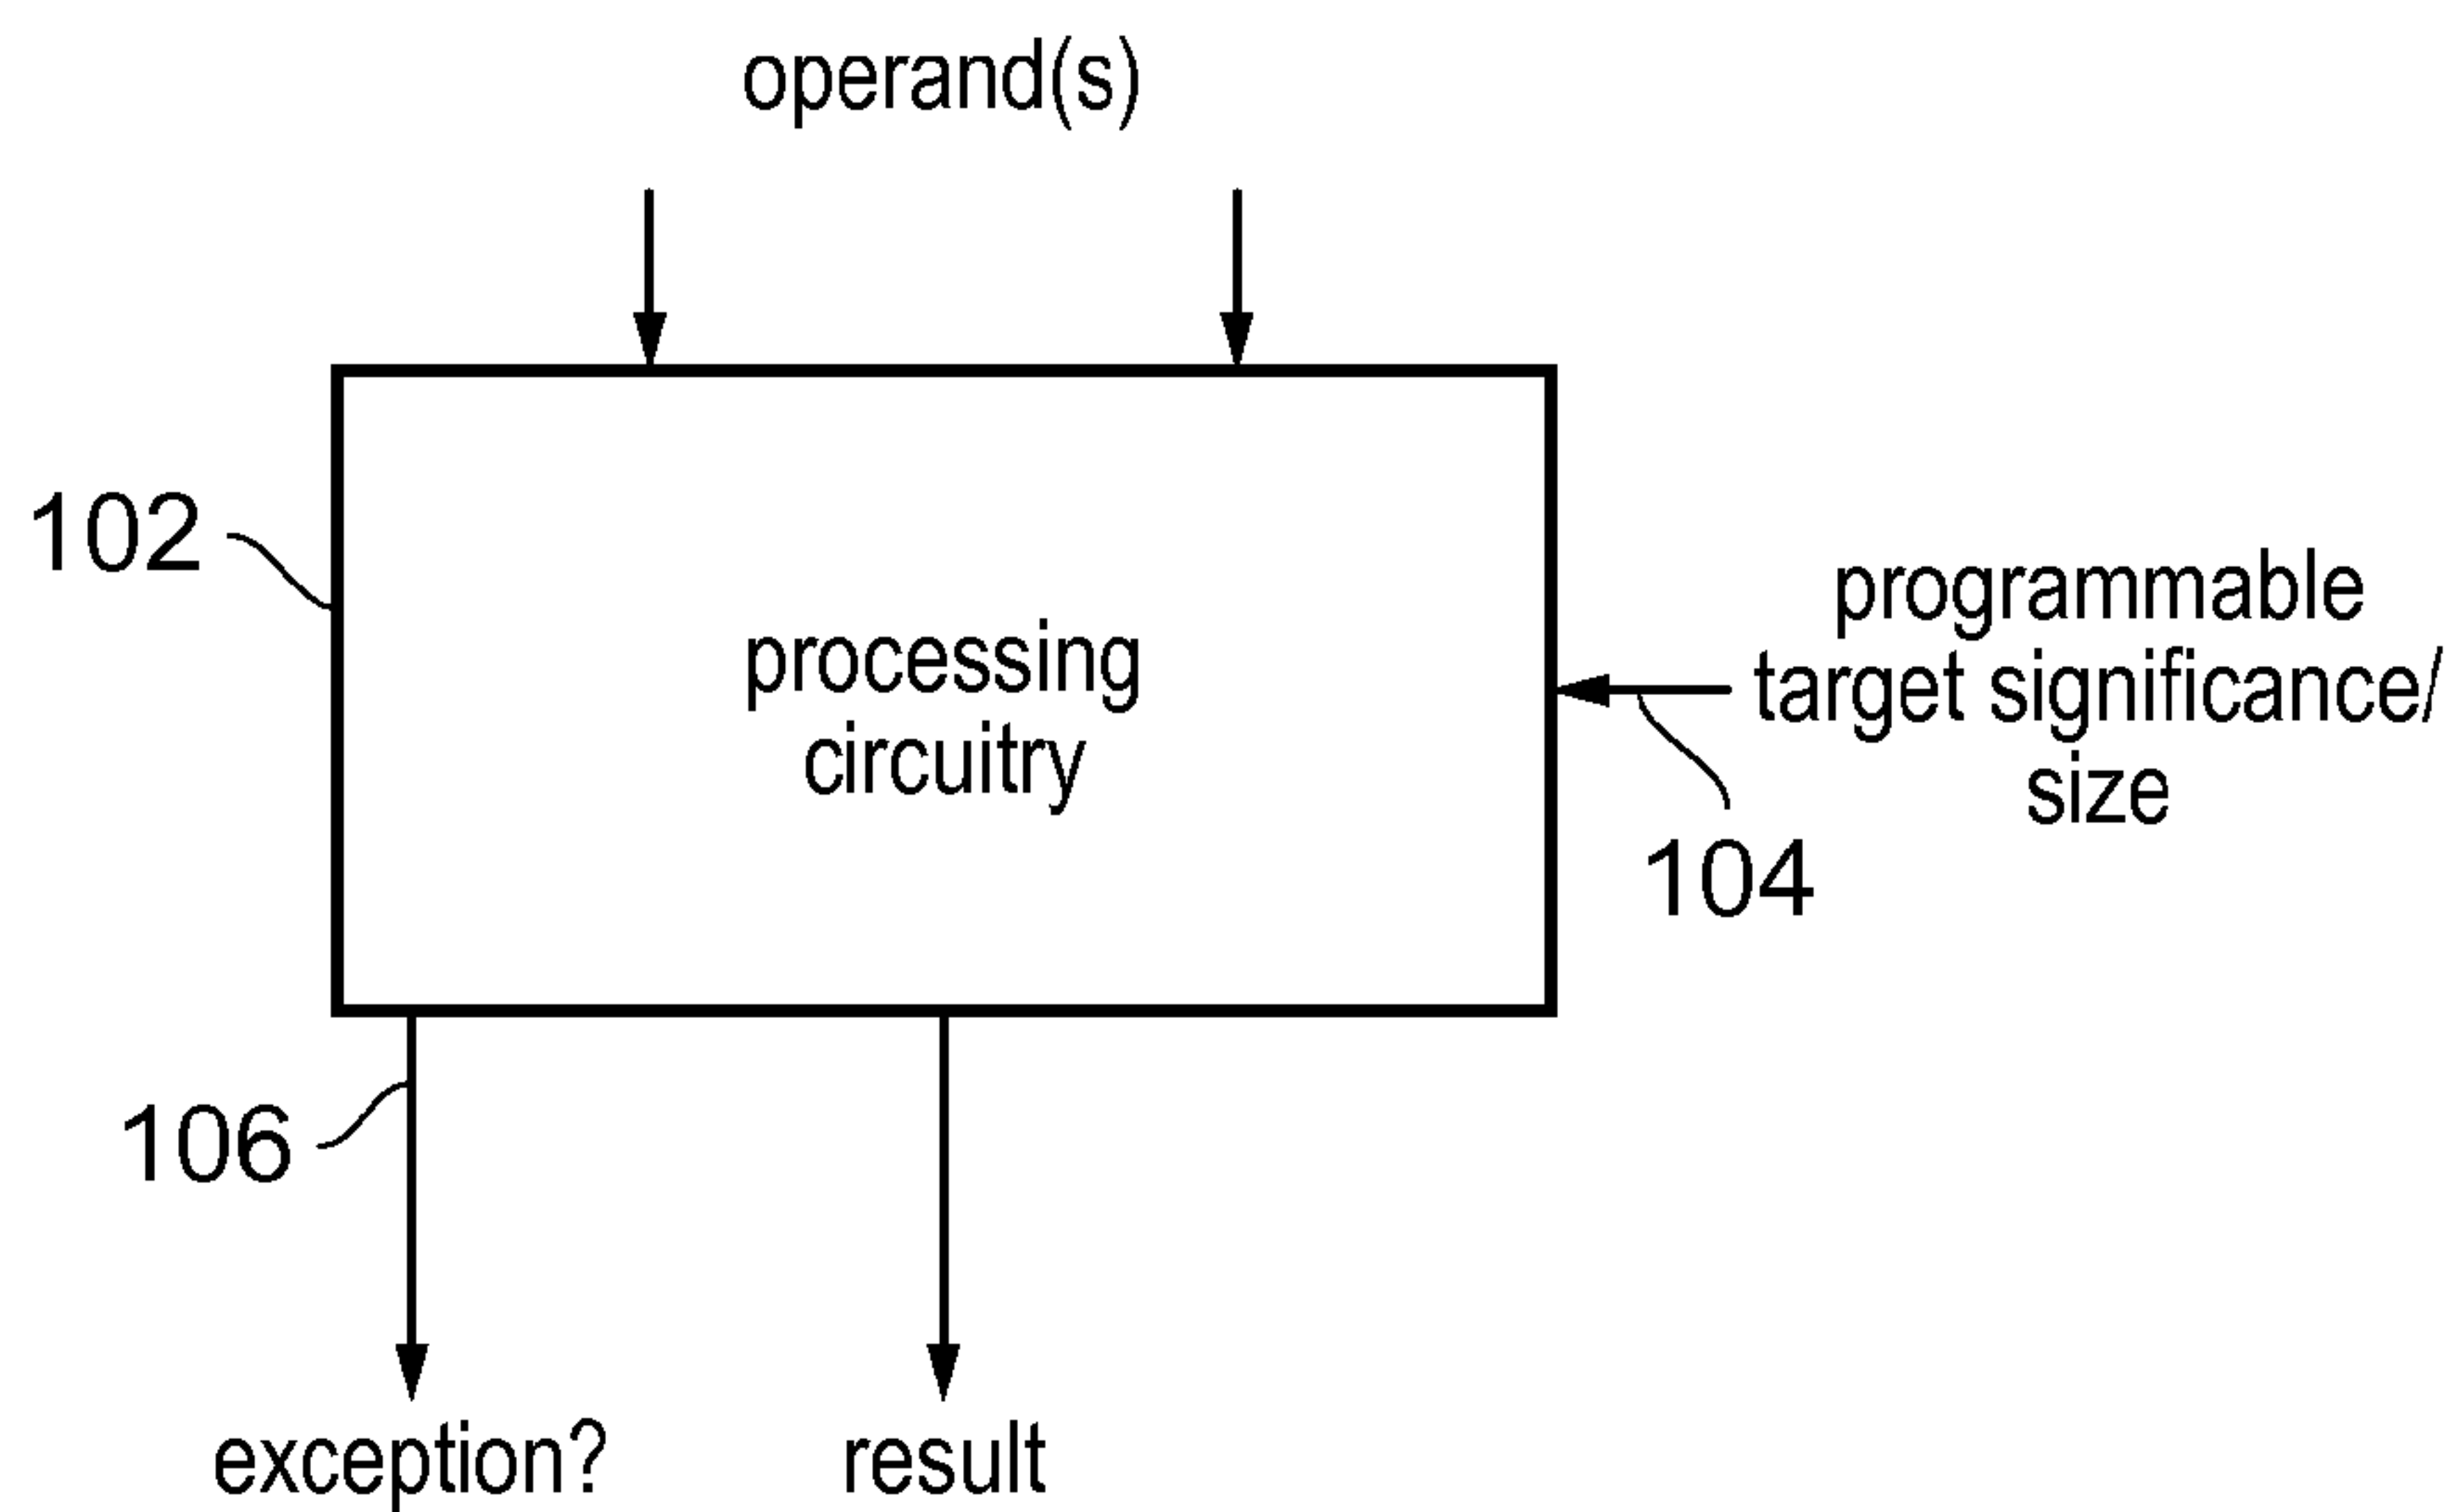 operand(s)
102
processing
circuitry
programmable
target significance/
size
104
106
exception?
result